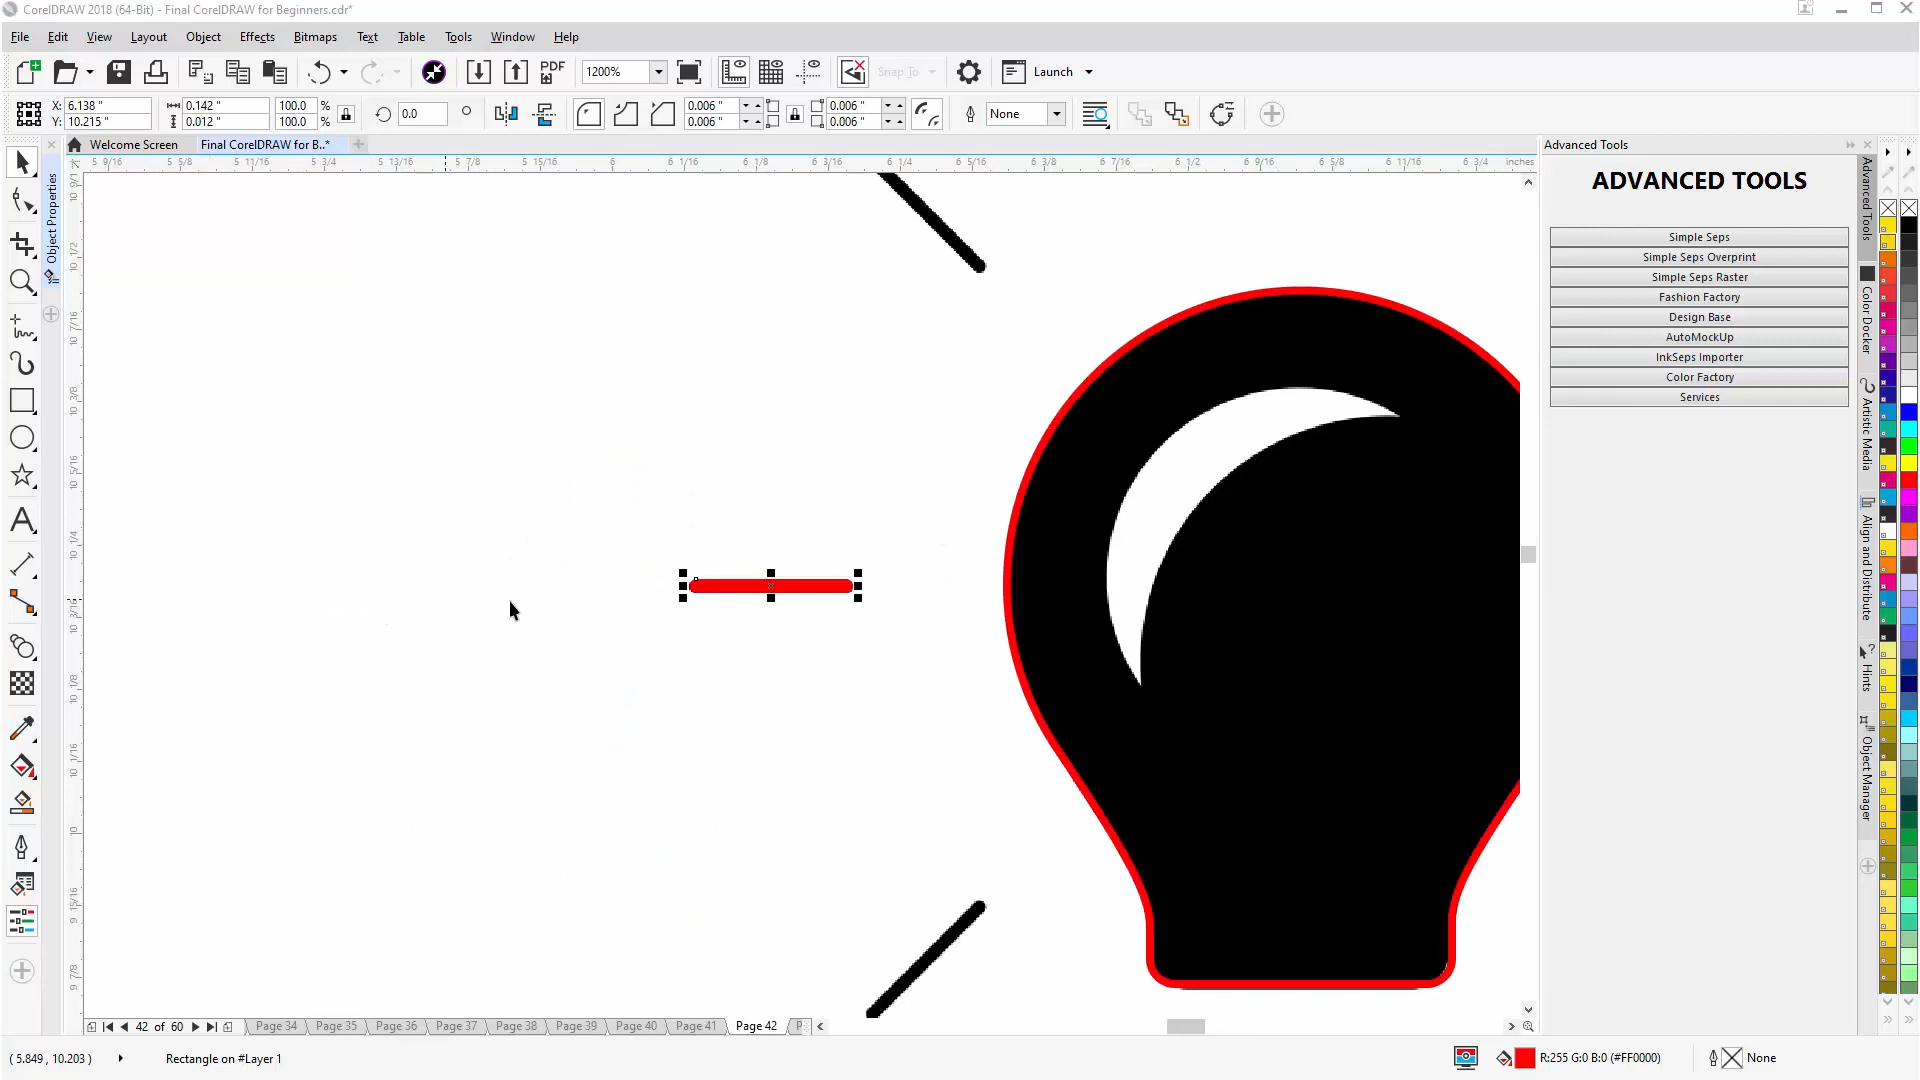 CorelDRAW 2018 (64-Bit) - Final CorelDRAW for Beginners.cdr*
File Edit View Layout Object Effects Bitmaps Text Table Tools Window Help
PDF 1200% Snap To Launch
X: 6.138 " 0.142 " 100.0 % 0.0 ° 0.006 " 0.006 " None
Y: 10.215 " 0.012 " 100.0 % 0.006 " 0.006 "
Welcome Screen Final CorelDRAW for B..*
Advanced Tools
5 9/16 5 5/8 5 11/16 5 3/4 5 13/16 5 7/8 5 15/16 6 6 1/16 6 1/8 6 3/16 6 1/4 6 5/16 6 3/8 6 7/16 6 1/2 6 9/16 6 5/8 6 11/16 6 3/4 inches
ADVANCED TOOLS
Simple Seps
Simple Seps Overprint
Simple Seps Raster
Fashion Factory
Design Base
AutoMockUp
InkSeps Importer
Color Factory
Services
Object Properties
10 1/2
10 7/16
10 3/8
10 5/16
10 1/4
10 3/16
10 1/8
10 1/16
10
9 15/16
9 7/8
Advanced Tools
Color Docker
Artistic Media
Align and Distribute
Hints
Object Manager
42 of 60 Page 34 Page 35 Page 36 Page 37 Page 38 Page 39 Page 40 Page 41 Page 42 P
( 5.849 , 10.203 ) Rectangle on #Layer 1 R:255 G:0 B:0 (#FF0000) None